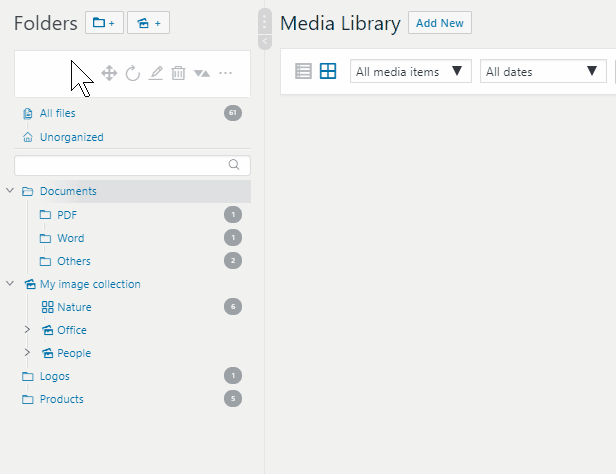 Folders
+
+
Media Library
Add New
All media items
All dates
All files 61
Unorganized
Documents
PDF 1
Word 1
Others 2
My image collection
Nature 6
Office
People
Logos 1
Products 5